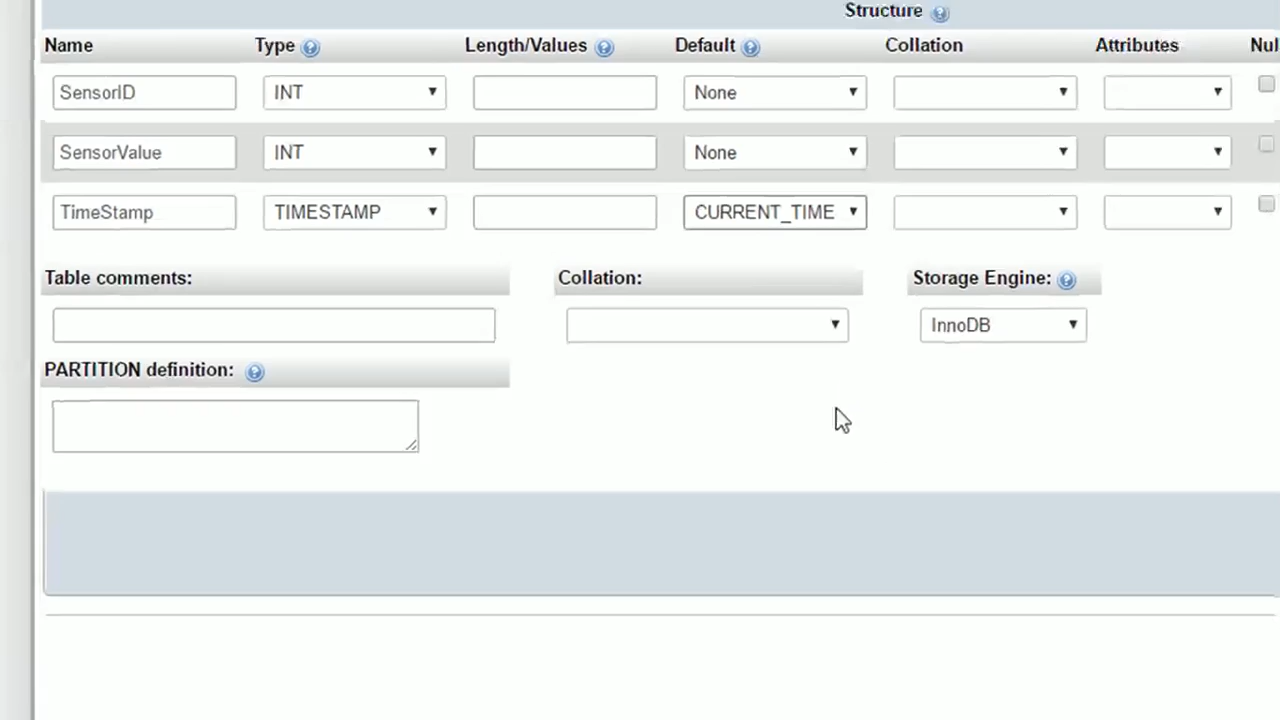 Structure
Name Type Length/Values Default Collation Attributes Nul
SensorID INT None
SensorValue INT None
TimeStamp TIMESTAMP CURRENT_TIME
Table comments: Collation: Storage Engine:
InnoDB
PARTITION definition: